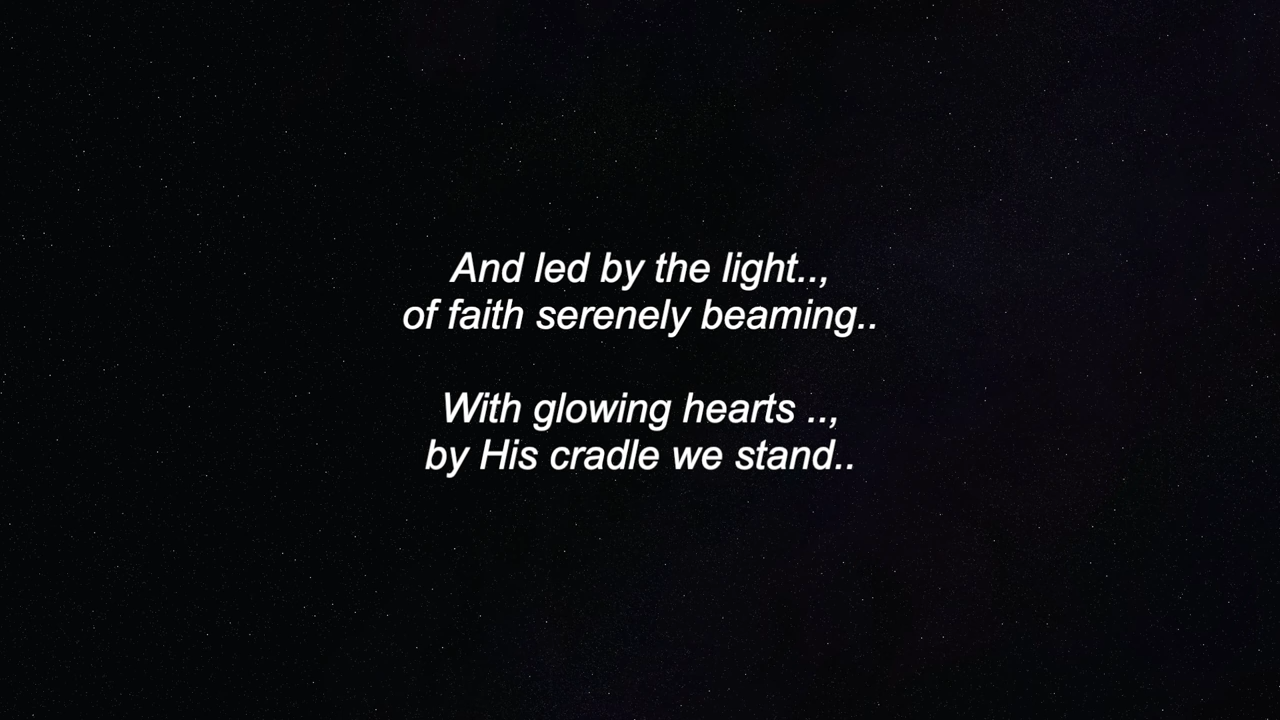 And led by the light..,
of faith serenely beaming..
With glowing hearts ..,
by His cradle we stand..